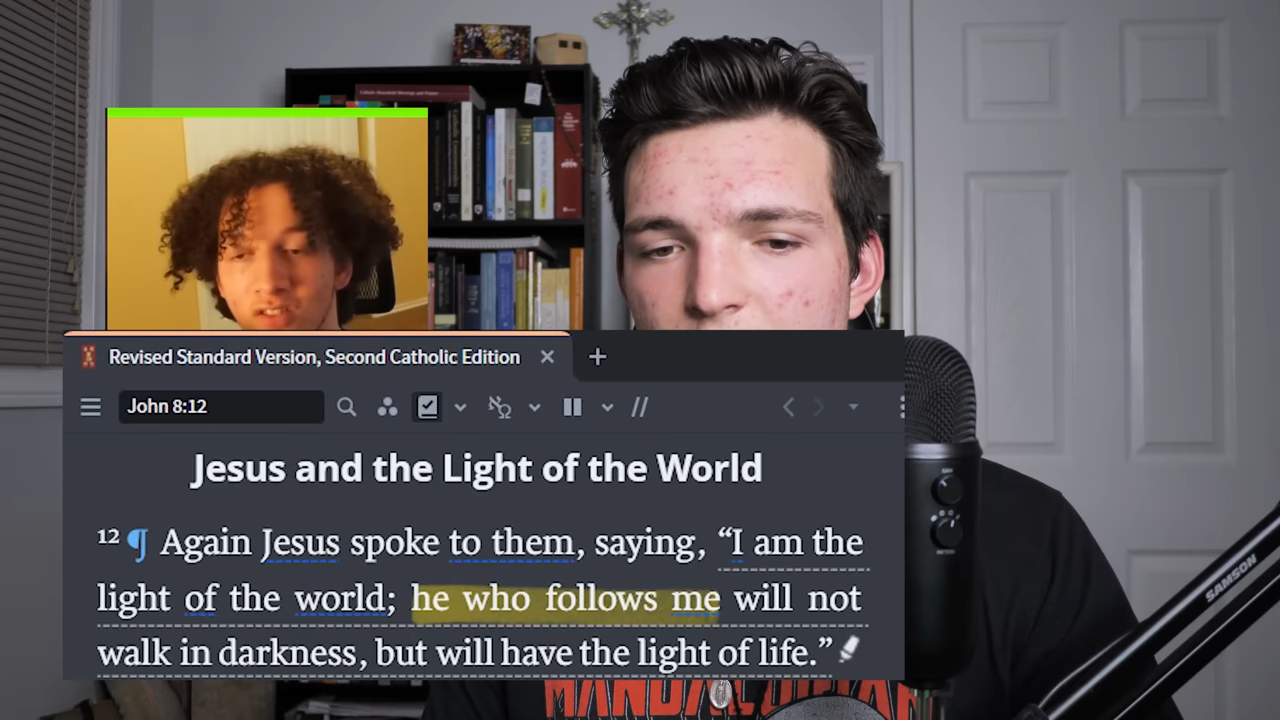 Revised Standard Version, Second Catholic Edition
John 8:12
Jesus and the Light of the World
12 ¶ Again Jesus spoke to them, saying, “I am the
light of the world; he who follows me will not
walk in darkness, but will have the light of life.”
SAMSON
MANDALORIAN